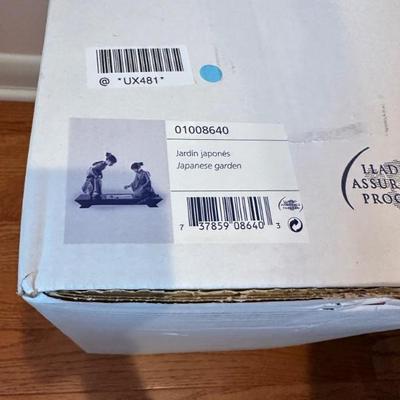 @ *UX481*
01008640
Jardín japonés
Japanese garden
7 37859 08640 3
LLAD
ASSUR
PROG